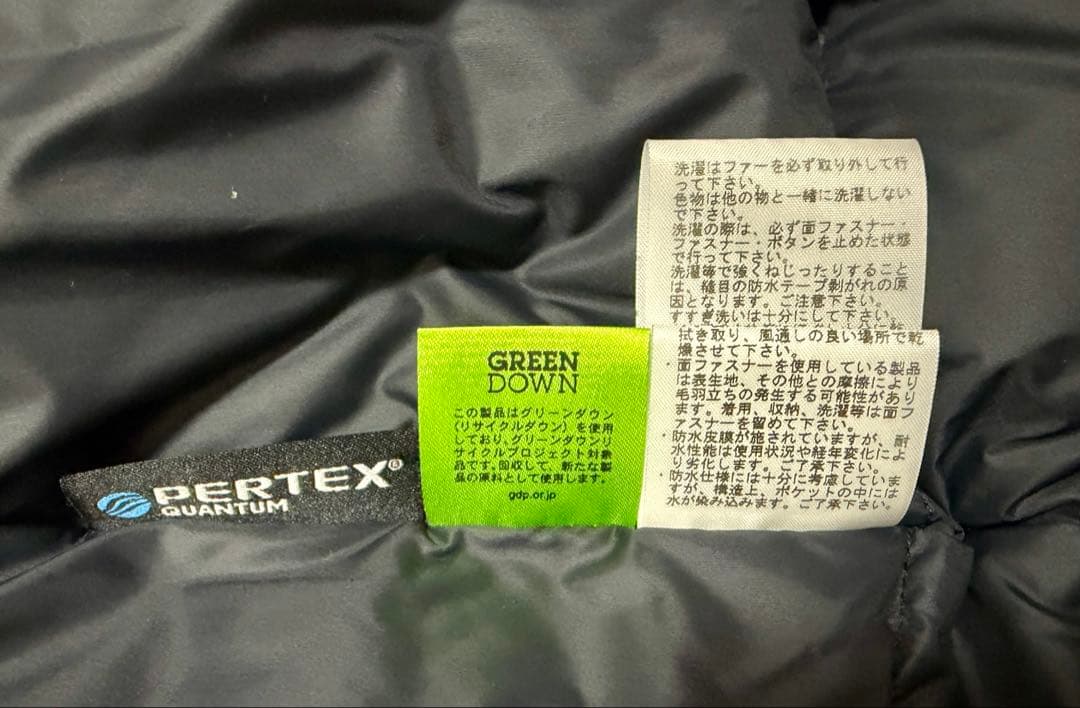 洗濯はファーを必ず取り外して行
って下さい。
色物は他の物と一緒に洗濯しない
で下さい。
洗濯の際は、必ず面ファスナー・
ファスナー・ボタンを止めた状態
で行って下さい。
洗濯等で強くねじったりすること
は、縫目の防水テープ剝がれの原
因となります。ご注意下さい。
すすぎ洗いは十分にして下さい。
拭き取り、風通しの良い場所で乾
燥させて下さい。
・面ファスナーを使用している製品
は表生地、その他との摩擦により
毛羽立ちの発生する可能性があり
ます。着用、収納、洗濯等は面フ
ァスナーを留めて下さい。
・防水皮膜が施されていますが、耐
水性能は使用状況や経年変化によ
り劣化します。ご了承下さい。
・防水仕様には十分に考慮していま
すが、構造上、ポケットの中には
水が染み込みます。ご了承下さい。
GREEN
DOWN
この製品はグリーンダウン
(リサイクルダウン)を使用
しており、グリーンダウンリ
サイクルプロジェクト対象
品です。回収して、新たな製
品の原料として使用します。
gdp.or.jp
PERTEX®
QUANTUM